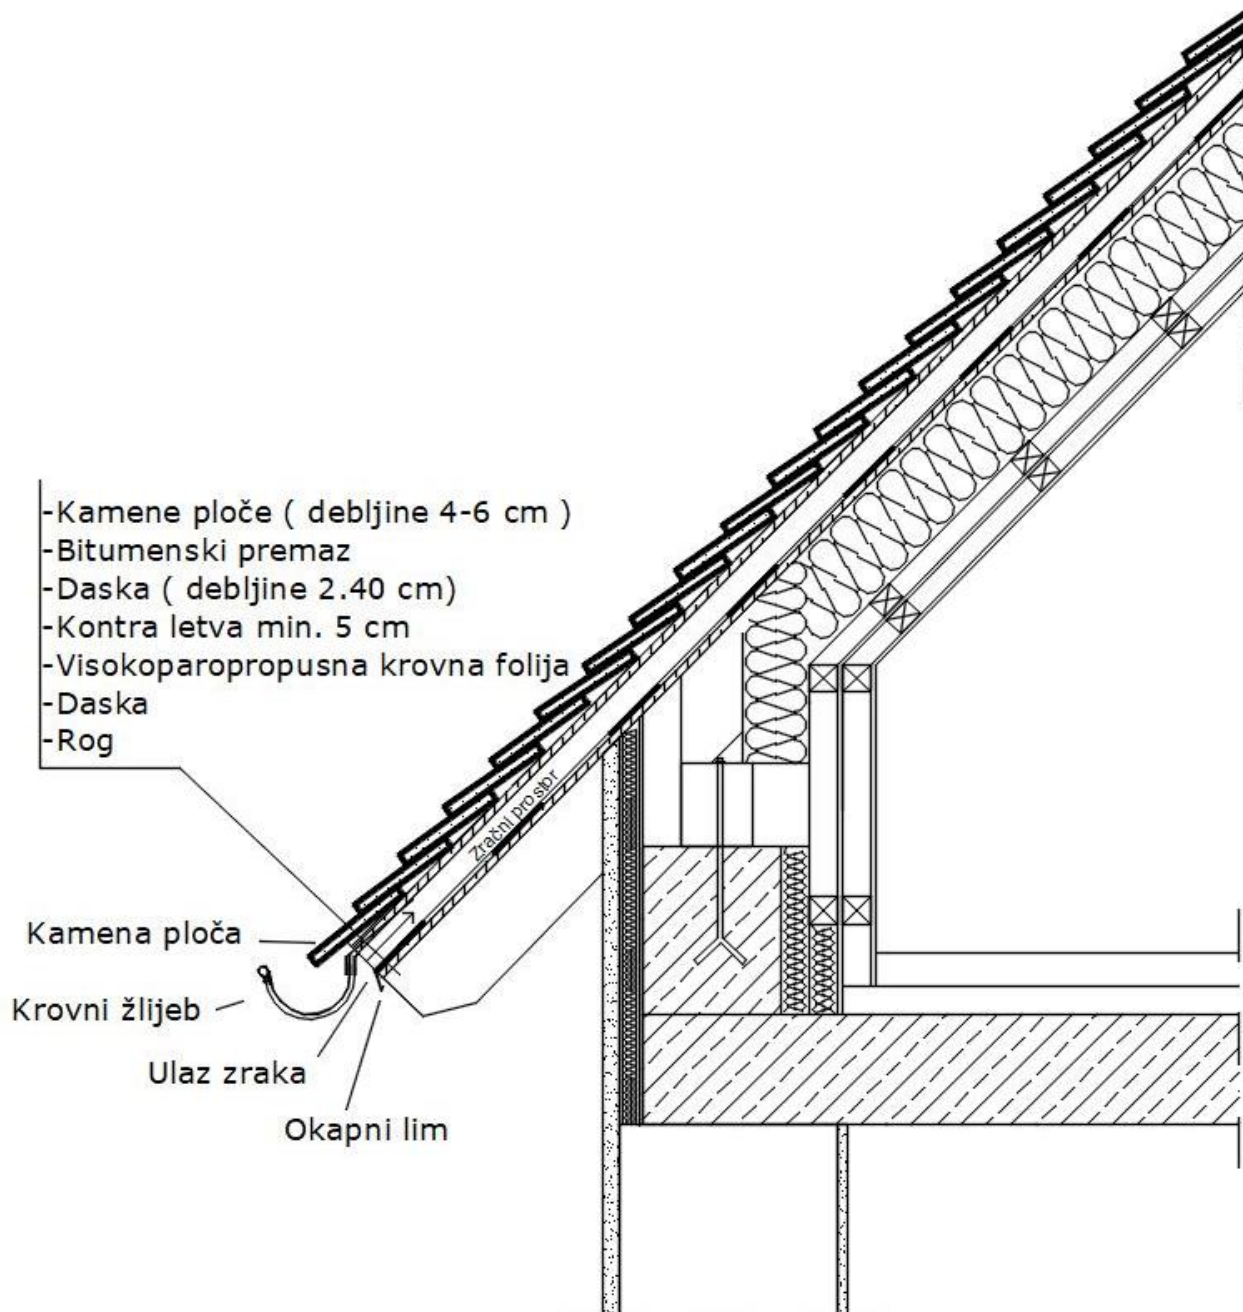 -Kamene ploče ( debljine 4-6 cm )
-Bitumenski premaz
-Daska ( debljine 2.40 cm)
-Kontra letva min. 5 cm
-Visokoparopropusna krovna folija
-Daska
-Rog
Zračni prostor
Kamena ploča
Krovni žlijeb
Ulaz zraka
Okapni lim